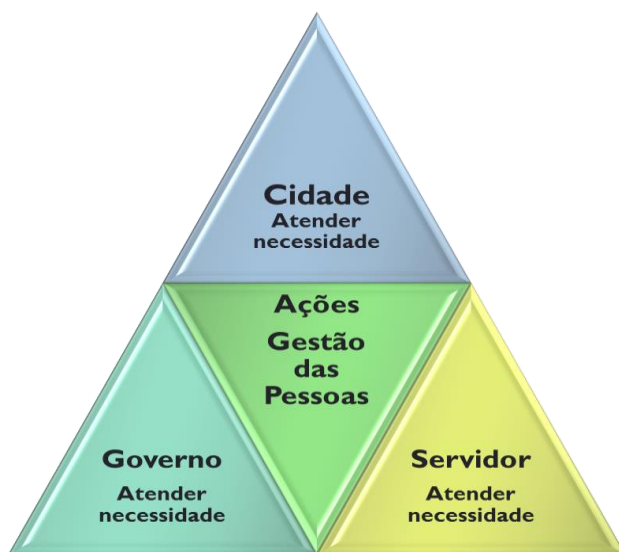 Cidade
Atender
necessidade
Ações
Gestão
das
Pessoas
Governo
Atender
necessidade
Servidor
Atender
necessidade